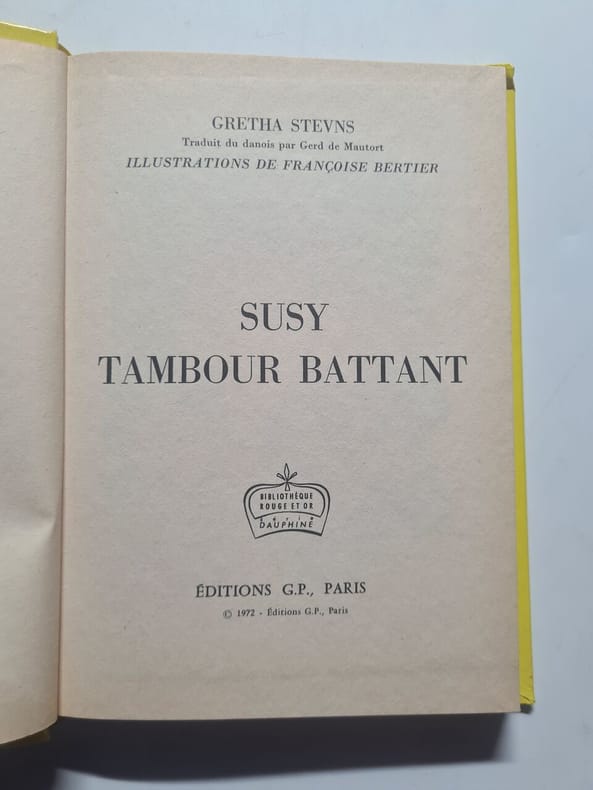 GRETHA STEVNS
Traduit du danois par Gerd de Mautort
ILLUSTRATIONS DE FRANÇOISE BERTIER
SUSY
TAMBOUR BATTANT
BIBLIOTHÈQUE
ROUGE ET OR
Série
DAUPHINE
ÉDITIONS G.P., PARIS
© 1972 - Éditions G.P., Paris